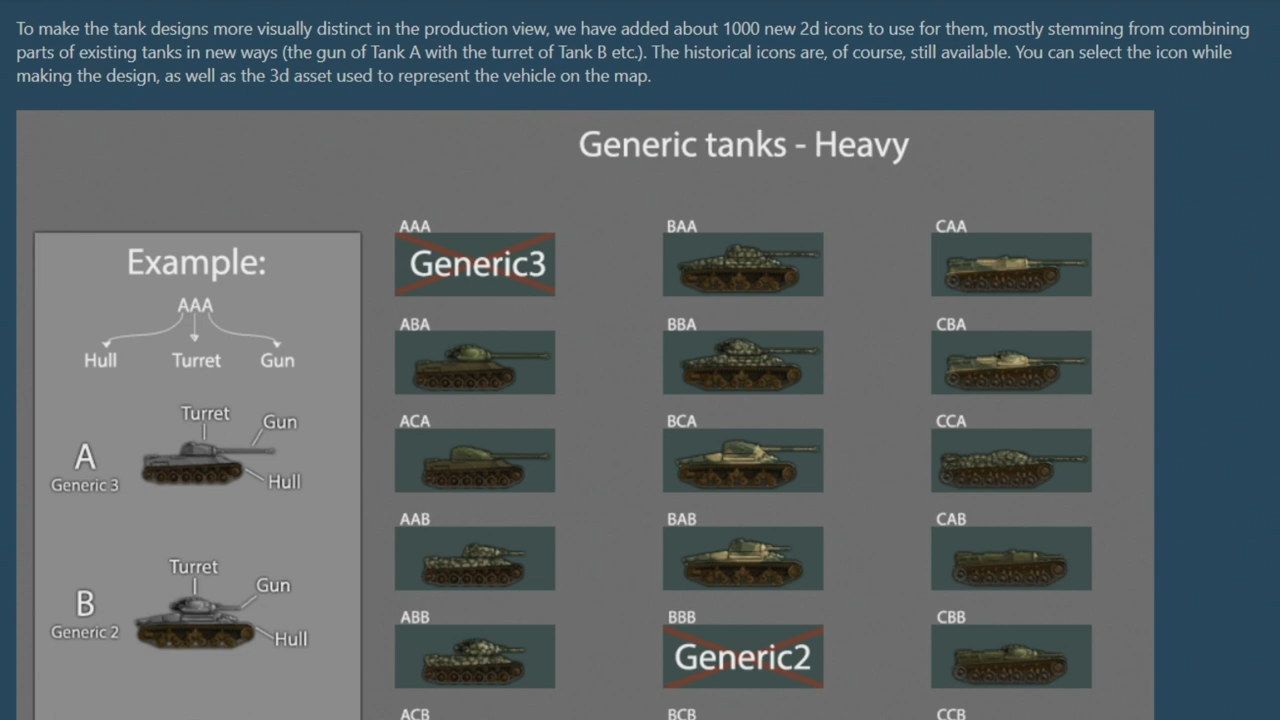 To make the tank designs more visually distinct in the production view, we have added about 1000 new 2d icons to use for them, mostly stemming from combining
parts of existing tanks in new ways (the gun of Tank A with the turret of Tank B etc.). The historical icons are, of course, still available. You can select the icon while
making the design, as well as the 3d asset used to represent the vehicle on the map.
Generic tanks - Heavy
Example:
AAA
Hull Turret Gun
Turret
Gun
A
Generic 3
Hull
Turret
Gun
B
Generic 2
Hull
AAA BAA CAA
Generic3
ABA BBA CBA
ACA BCA CCA
AAB BAB CAB
ABB BBB CBB
Generic2
ACB BCB CCB